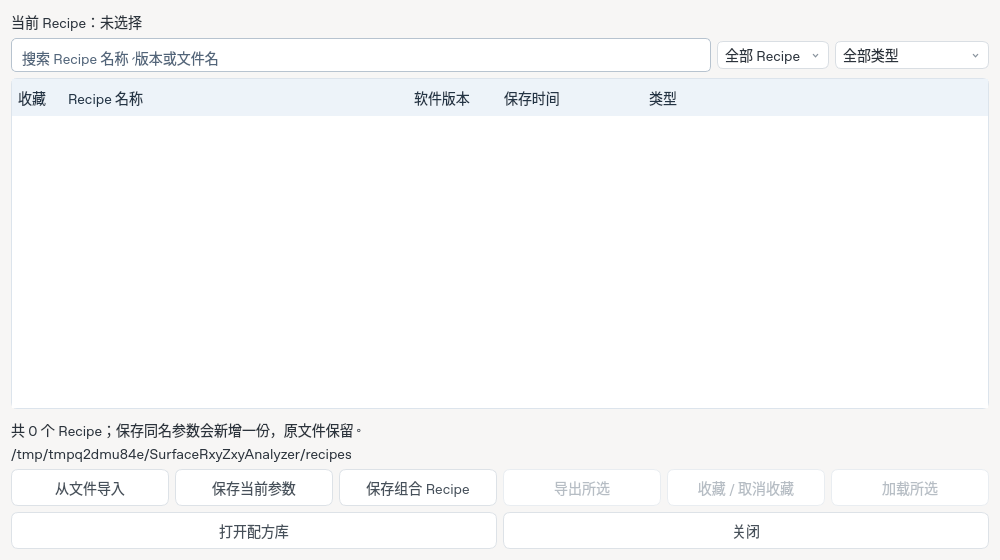 当前 Recipe：未选择
搜索 Recipe 名称、版本或文件名
全部 Recipe
全部类型
收藏 Recipe 名称 软件版本 保存时间 类型
共 0 个 Recipe；保存同名参数会新增一份，原文件保留。
/tmp/tmpq2dmu84e/SurfaceRxyZxyAnalyzer/recipes
从文件导入
保存当前参数
保存组合 Recipe
导出所选
收藏 / 取消收藏
加载所选
打开配方库
关闭